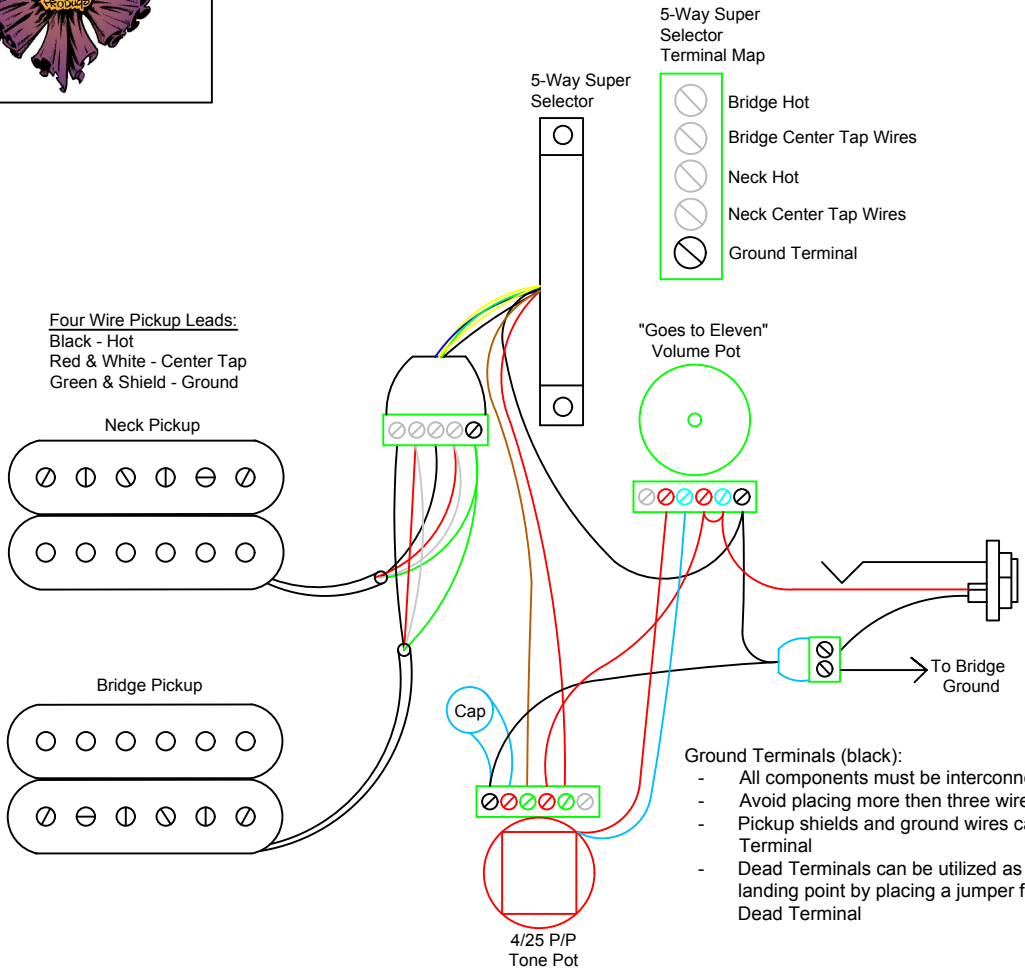 PRODUCTS
5-Way Super
Selector
Terminal Map
Bridge Hot
Bridge Center Tap Wires
Neck Hot
Neck Center Tap Wires
Ground Terminal
5-Way Super
Selector
Four Wire Pickup Leads:
Black - Hot
Red & White - Center Tap
Green & Shield - Ground
"Goes to Eleven"
Volume Pot
Neck Pickup
Bridge Pickup
Cap
To Bridge
Ground
Ground Terminals (black):
- All components must be interconne
- Avoid placing more then three wire
- Pickup shields and ground wires ca
Terminal
- Dead Terminals can be utilized as
landing point by placing a jumper f
Dead Terminal
4/25 P/P
Tone Pot